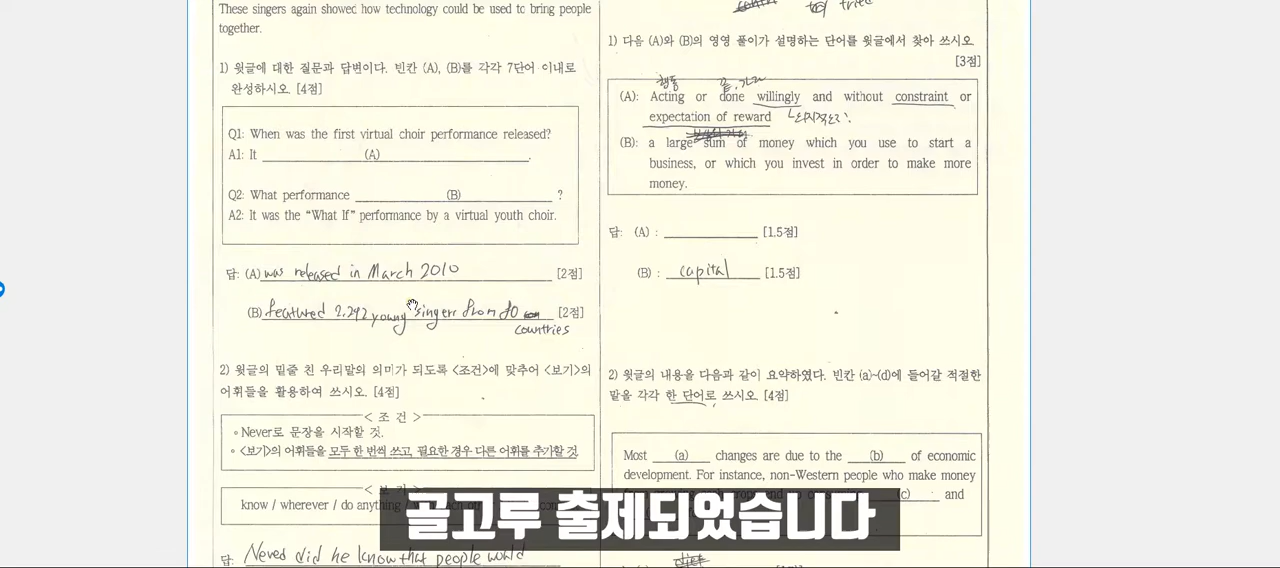 These singers again showed how technology could be used to bring people
together.
1) 윗글에 대한 질문과 답변이다. 빈칸 (A), (B)를 각각 7단어 이내로
완성하시오. [4점]
Q1: When was the first virtual choir performance released?
A1: It (A) .
Q2: What performance (B) ?
A2: It was the “What If” performance by a virtual youth choir.
답: (A) was released in March 2010 [2점]
(B) featured 2,292 young singers from 80 [2점]
countries
2) 윗글의 밑줄 친 우리말의 의미가 되도록 <조건>에 맞추어 <보기>의
어휘들을 활용하여 쓰시오. [4점]
< 조 건 >
◦ Never로 문장을 시작할 것.
◦ <보기>의 어휘들을 모두 한 번씩 쓰고, 필요한 경우 다른 어휘를 추가할 것.
< 보 기 >
know / wherever / do anything /
답: Never did he know that people would
tried
1) 다음 (A)와 (B)의 영영 풀이가 설명하는 단어를 윗글에서 찾아 쓰시오.
[3점]
행동
(A): Acting or done willingly and without constraint or
expectation of reward
(B): a large sum of money which you use to start a
business, or which you invest in order to make more
money.
답: (A) : [1.5점]
(B) : capital [1.5점]
2) 윗글의 내용을 다음과 같이 요약하였다. 빈칸 (a)~(d)에 들어갈 적절한
말을 각각 한 단어로 쓰시오. [4점]
Most (a) changes are due to the (b) of economic
development. For instance, non-Western people who make money
(c) and
골고루 출제되었습니다